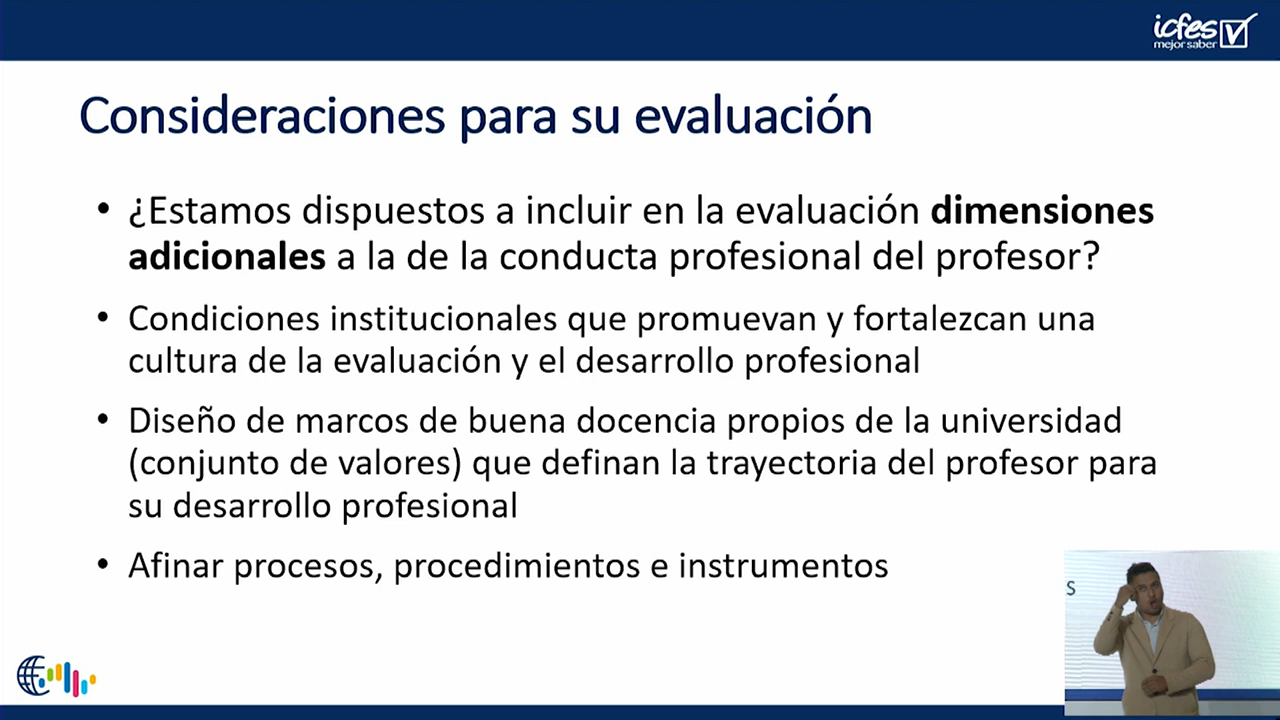 icfes
mejor saber
Consideraciones para su evaluación
• ¿Estamos dispuestos a incluir en la evaluación dimensiones
adicionales a la de la conducta profesional del profesor?
• Condiciones institucionales que promuevan y fortalezcan una
cultura de la evaluación y el desarrollo profesional
• Diseño de marcos de buena docencia propios de la universidad
(conjunto de valores) que definan la trayectoria del profesor para
su desarrollo profesional
• Afinar procesos, procedimientos e instrumentos
s